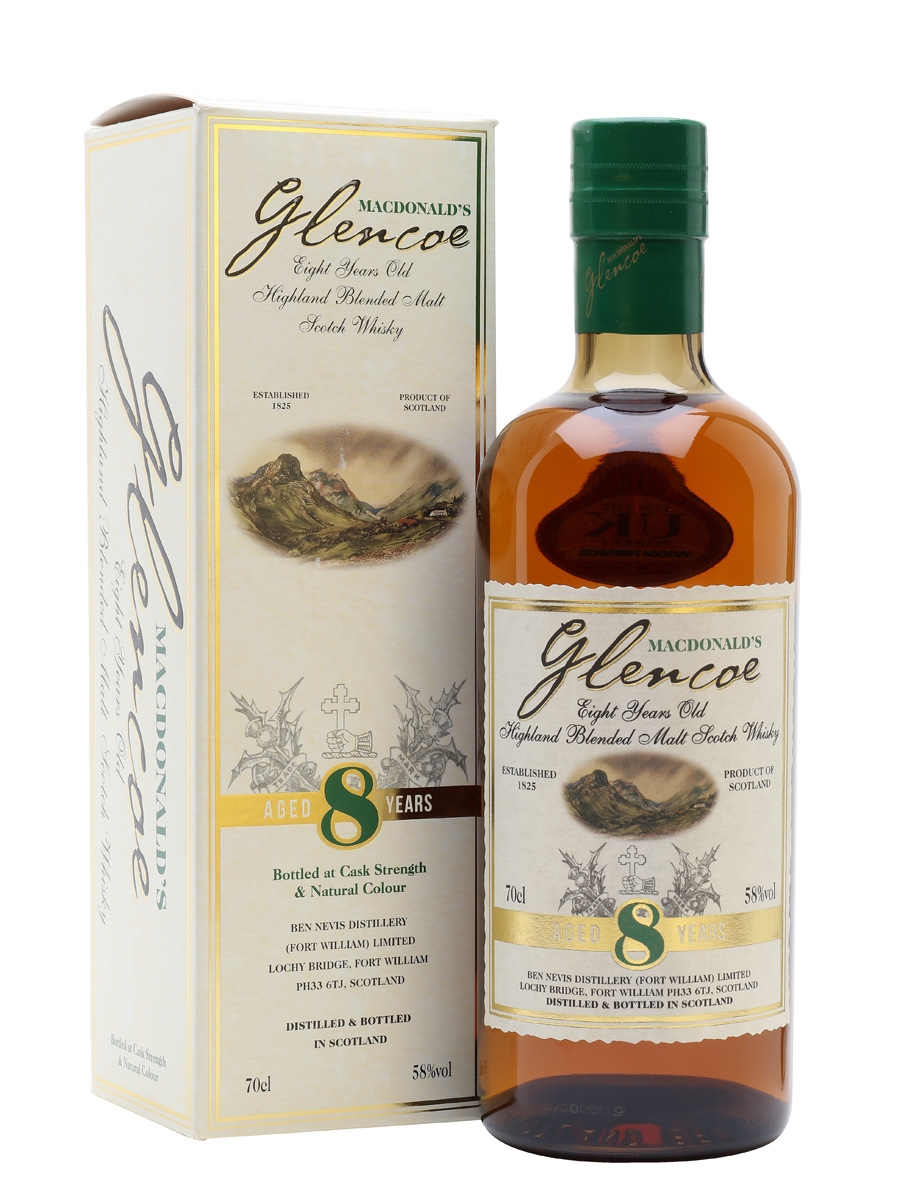 MACDONALD'S
Glencoe
Eight Years Old
Highland Blended Malt
Scotch Whisky
ESTABLISHED
1825
PRODUCT OF
SCOTLAND
TRADE
MARK
AGED 8 YEARS
Bottled at Cask Strength
& Natural Colour
BEN NEVIS DISTILLERY
(FORT WILLIAM) LIMITED
LOCHY BRIDGE, FORT WILLIAM
PH33 6TJ, SCOTLAND
DISTILLED & BOTTLED
IN SCOTLAND
70cl
58%vol
MACDONALD'S
Glencoe
Eight Years Old
Highland Blended Malt Scotch Whisky
Bottled at Cask Strength
& Natural Colour
MACDONALD'S
Glencoe
UK
MACDONALD'S
Glencoe
Eight Years Old
Highland Blended Malt Scotch Whisky
ESTABLISHED
1825
PRODUCT OF
SCOTLAND
70cl
58%vol
AGED 8 YEARS
BEN NEVIS DISTILLERY (FORT WILLIAM) LIMITED
LOCHY BRIDGE, FORT WILLIAM PH33 6TJ, SCOTLAND
DISTILLED & BOTTLED IN SCOTLAND